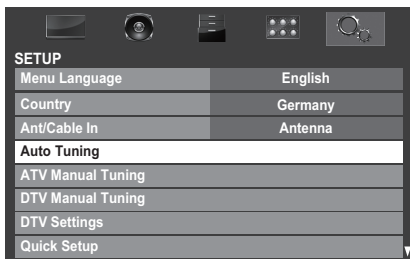 SETUP
Menu Language English
Country Germany
Ant/Cable In Antenna
Auto Tuning
ATV Manual Tuning
DTV Manual Tuning
DTV Settings
Quick Setup